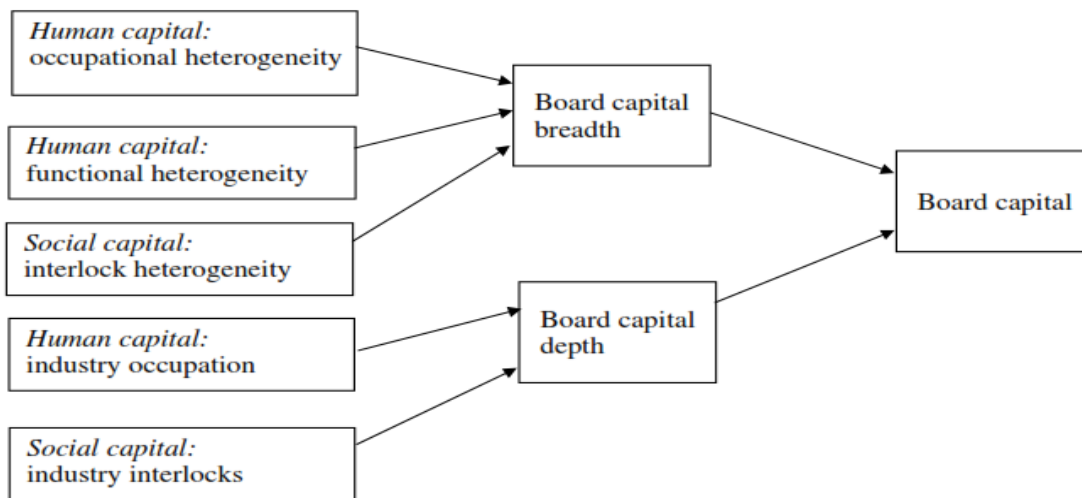 Human capital:
occupational heterogeneity
Human capital:
functional heterogeneity
Social capital:
interlock heterogeneity
Human capital:
industry occupation
Social capital:
industry interlocks
Board capital
breadth
Board capital
depth
Board capital